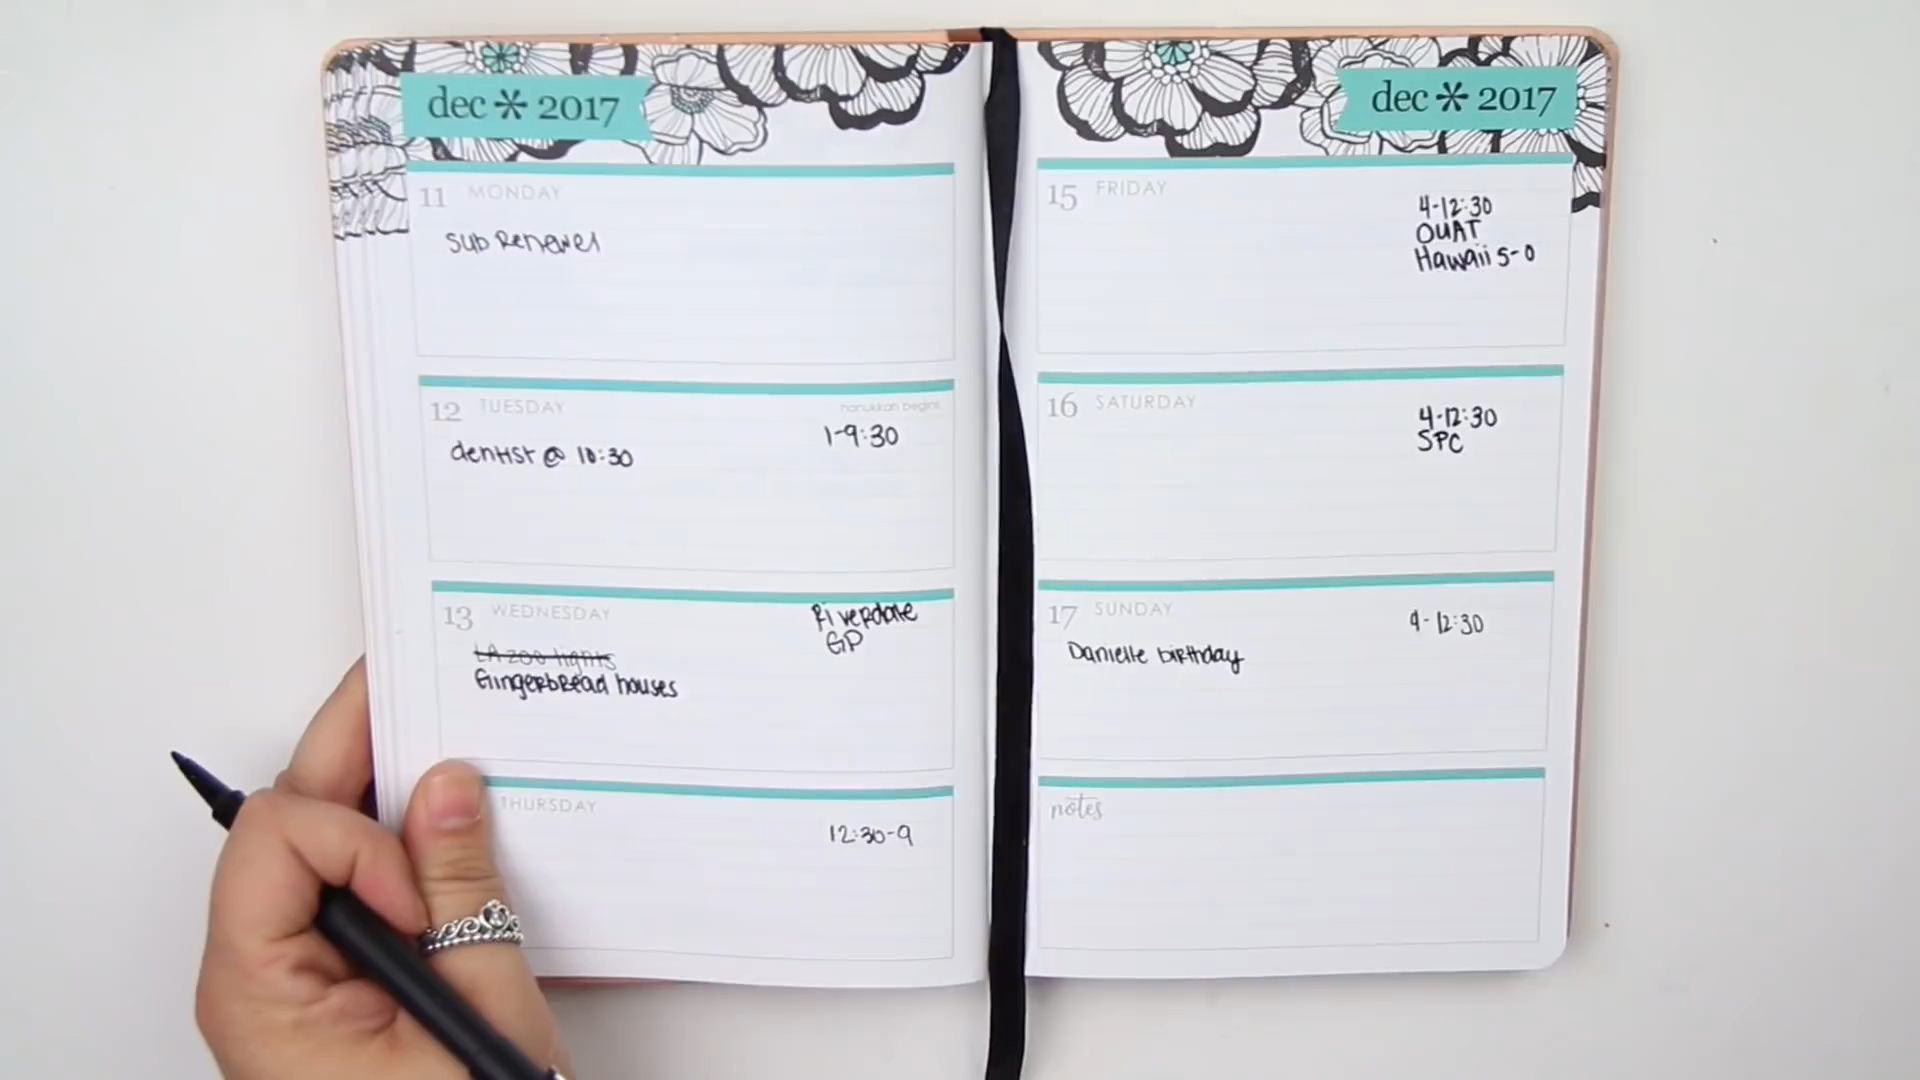 dec * 2017
11 MONDAY
Sub Renewel
12 TUESDAY
hanukkah begins
1-9:30
dentist @ 10:30
13 WEDNESDAY
Riverdale
GP
LA zoo lights
Gingerbread houses
THURSDAY
12:30-9
dec * 2017
15 FRIDAY
4-12:30
OUAT
Hawaii 5-0
16 SATURDAY
4-12:30
SPC
17 SUNDAY
4-12:30
Danielle birthday
notes